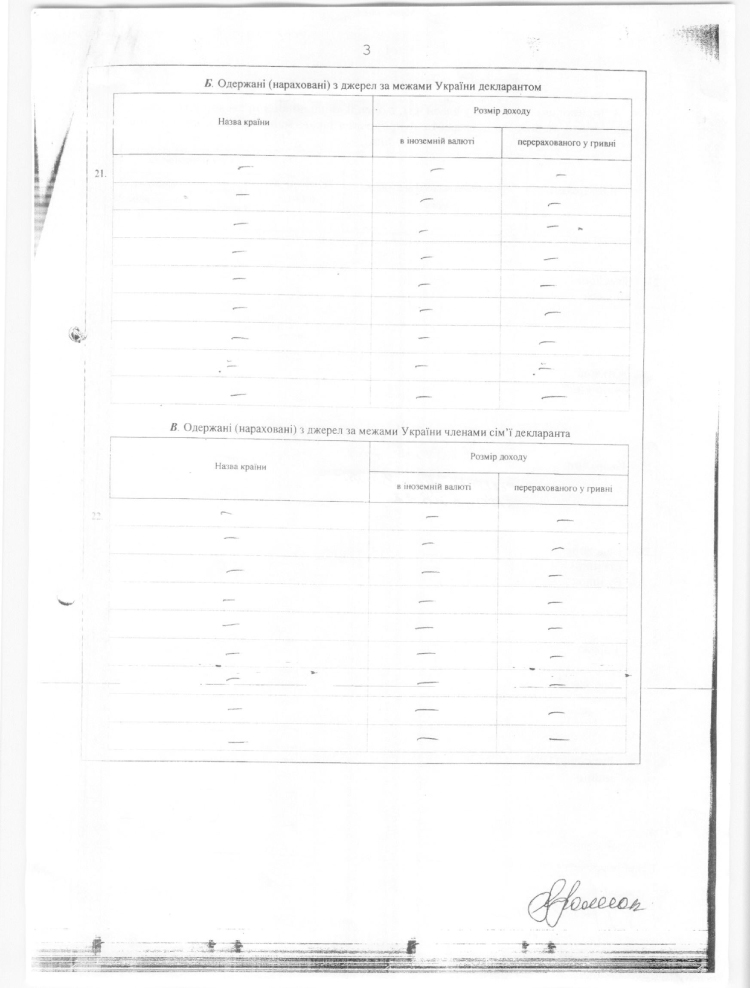 3
Б. Одержані (нараховані) з джерел за межами України декларантом
Назва країни
Розмір доходу
в іноземній валюті
перерахованого у гривні
21.
— — —
— — —
— — —
— — —
— — —
— — —
— — —
— — —
— — —
В. Одержані (нараховані) з джерел за межами України членами сім’ї декларанта
Назва країни
Розмір доходу
в іноземній валюті
перерахованого у гривні
22.
— — —
— — —
— — —
— — —
— — —
— — —
— — —
— — —
— — —